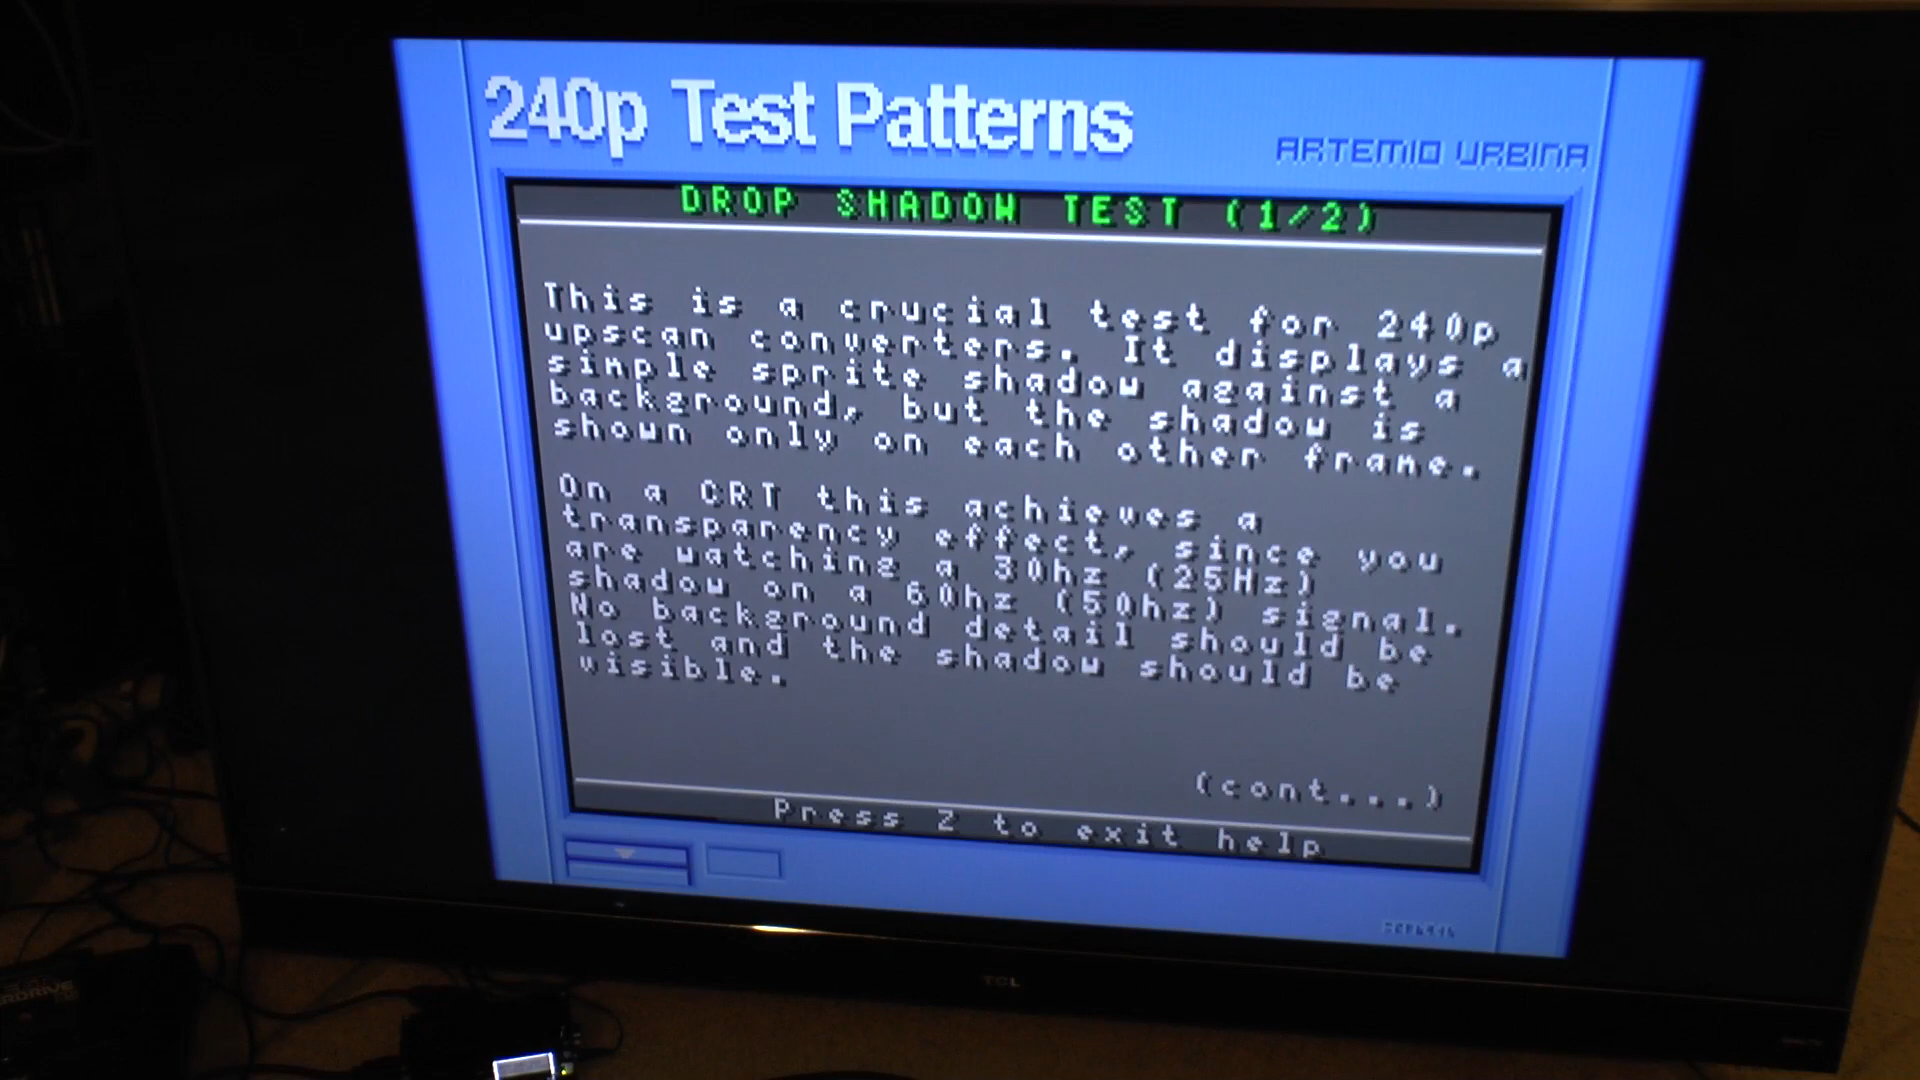 240p Test Patterns
ARTEMIO URBINA
DROP SHADOW TEST (1/2)
This is a crucial test for 240p
upscan converters. It displays a
simple sprite shadow against a
background, but the shadow is
shown only on each other frame.
On a CRT this achieves a
transparency effect, since you
are watching a 30hz (25Hz)
shadow on a 60hz (50hz) signal.
No background detail should be
lost and the shadow should be
visible.
(cont...)
Press Z to exit help
TCL